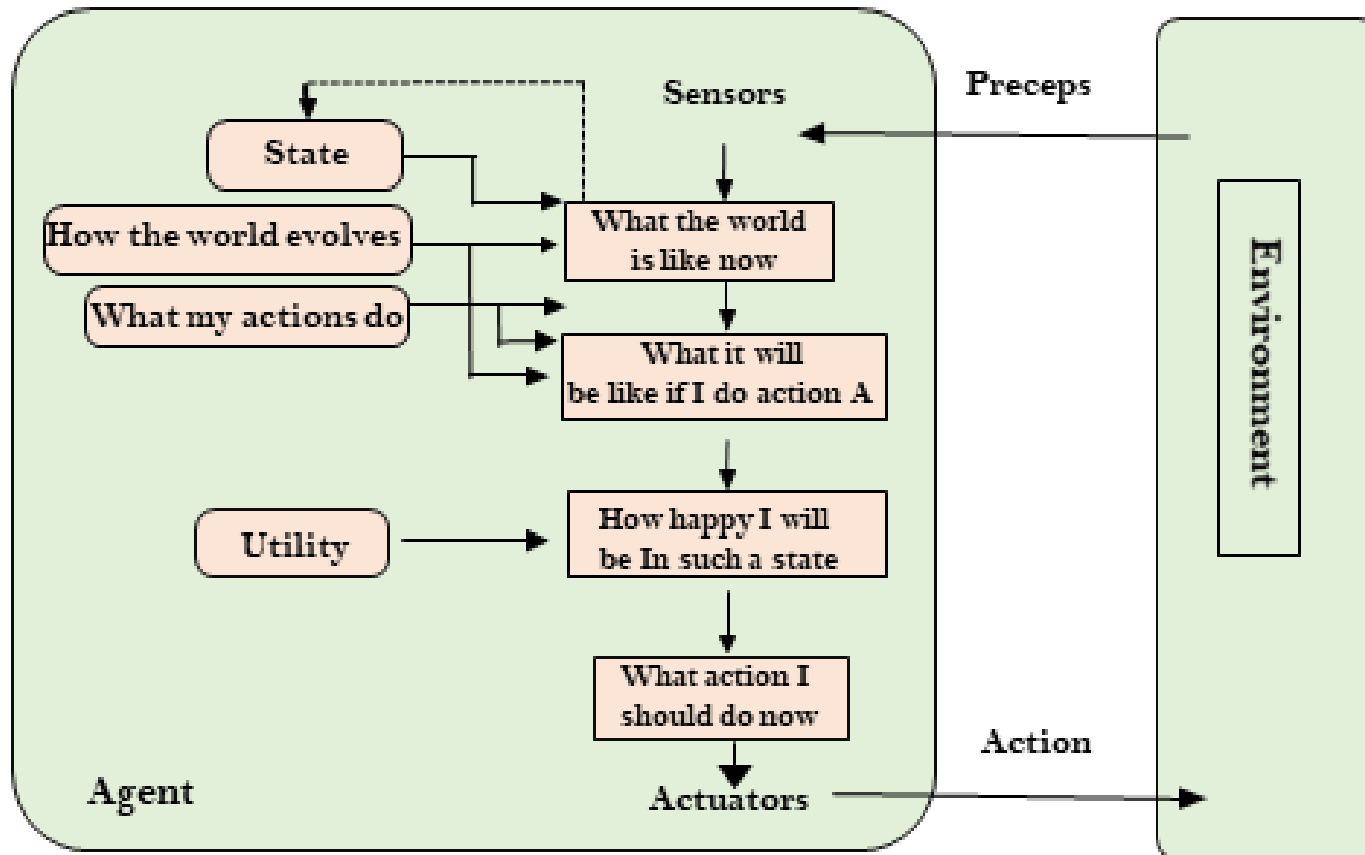 Sensors
Preceps
State
How the world evolves
What my actions do
What the world
is like now
What it will
be like if I do action A
Environment
Utility
How happy I will
be In such a state
What action I
should do now
Action
Agent
Actuators